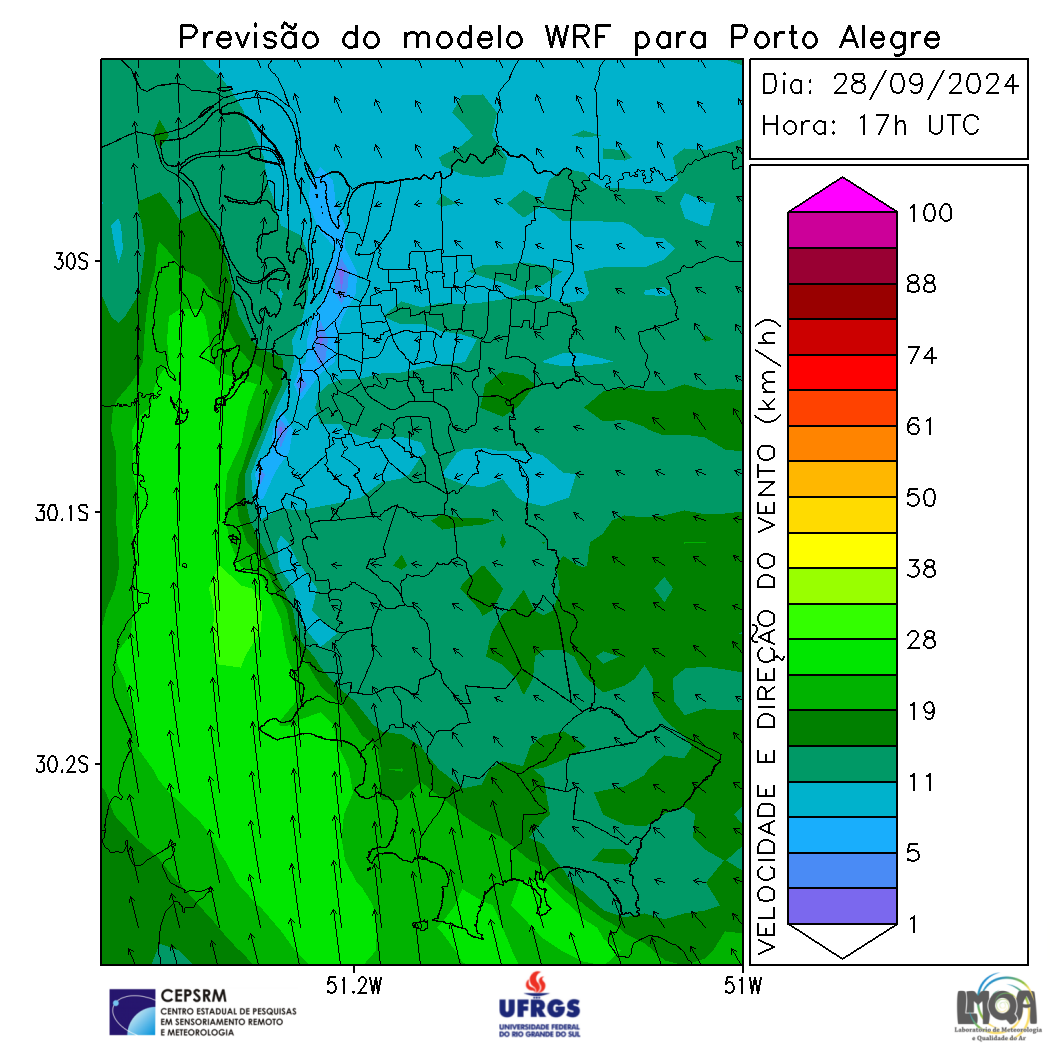 Previsão do modelo WRF para Porto Alegre
Dia: 28/09/2024
Hora: 17h UTC
30S
30.1S
30.2S
51.2W
51W
VELOCIDADE E DIREÇÃO DO VENTO (km/h)
100
88
74
61
50
38
28
19
11
5
1
CEPSRM
CENTRO ESTADUAL DE PESQUISAS
EM SENSORIAMENTO REMOTO
E METEOROLOGIA
UFRGS
UNIVERSIDADE FEDERAL
DO RIO GRANDE DO SUL
LMQA
Laboratório de Meteorologia
e Qualidade do Ar